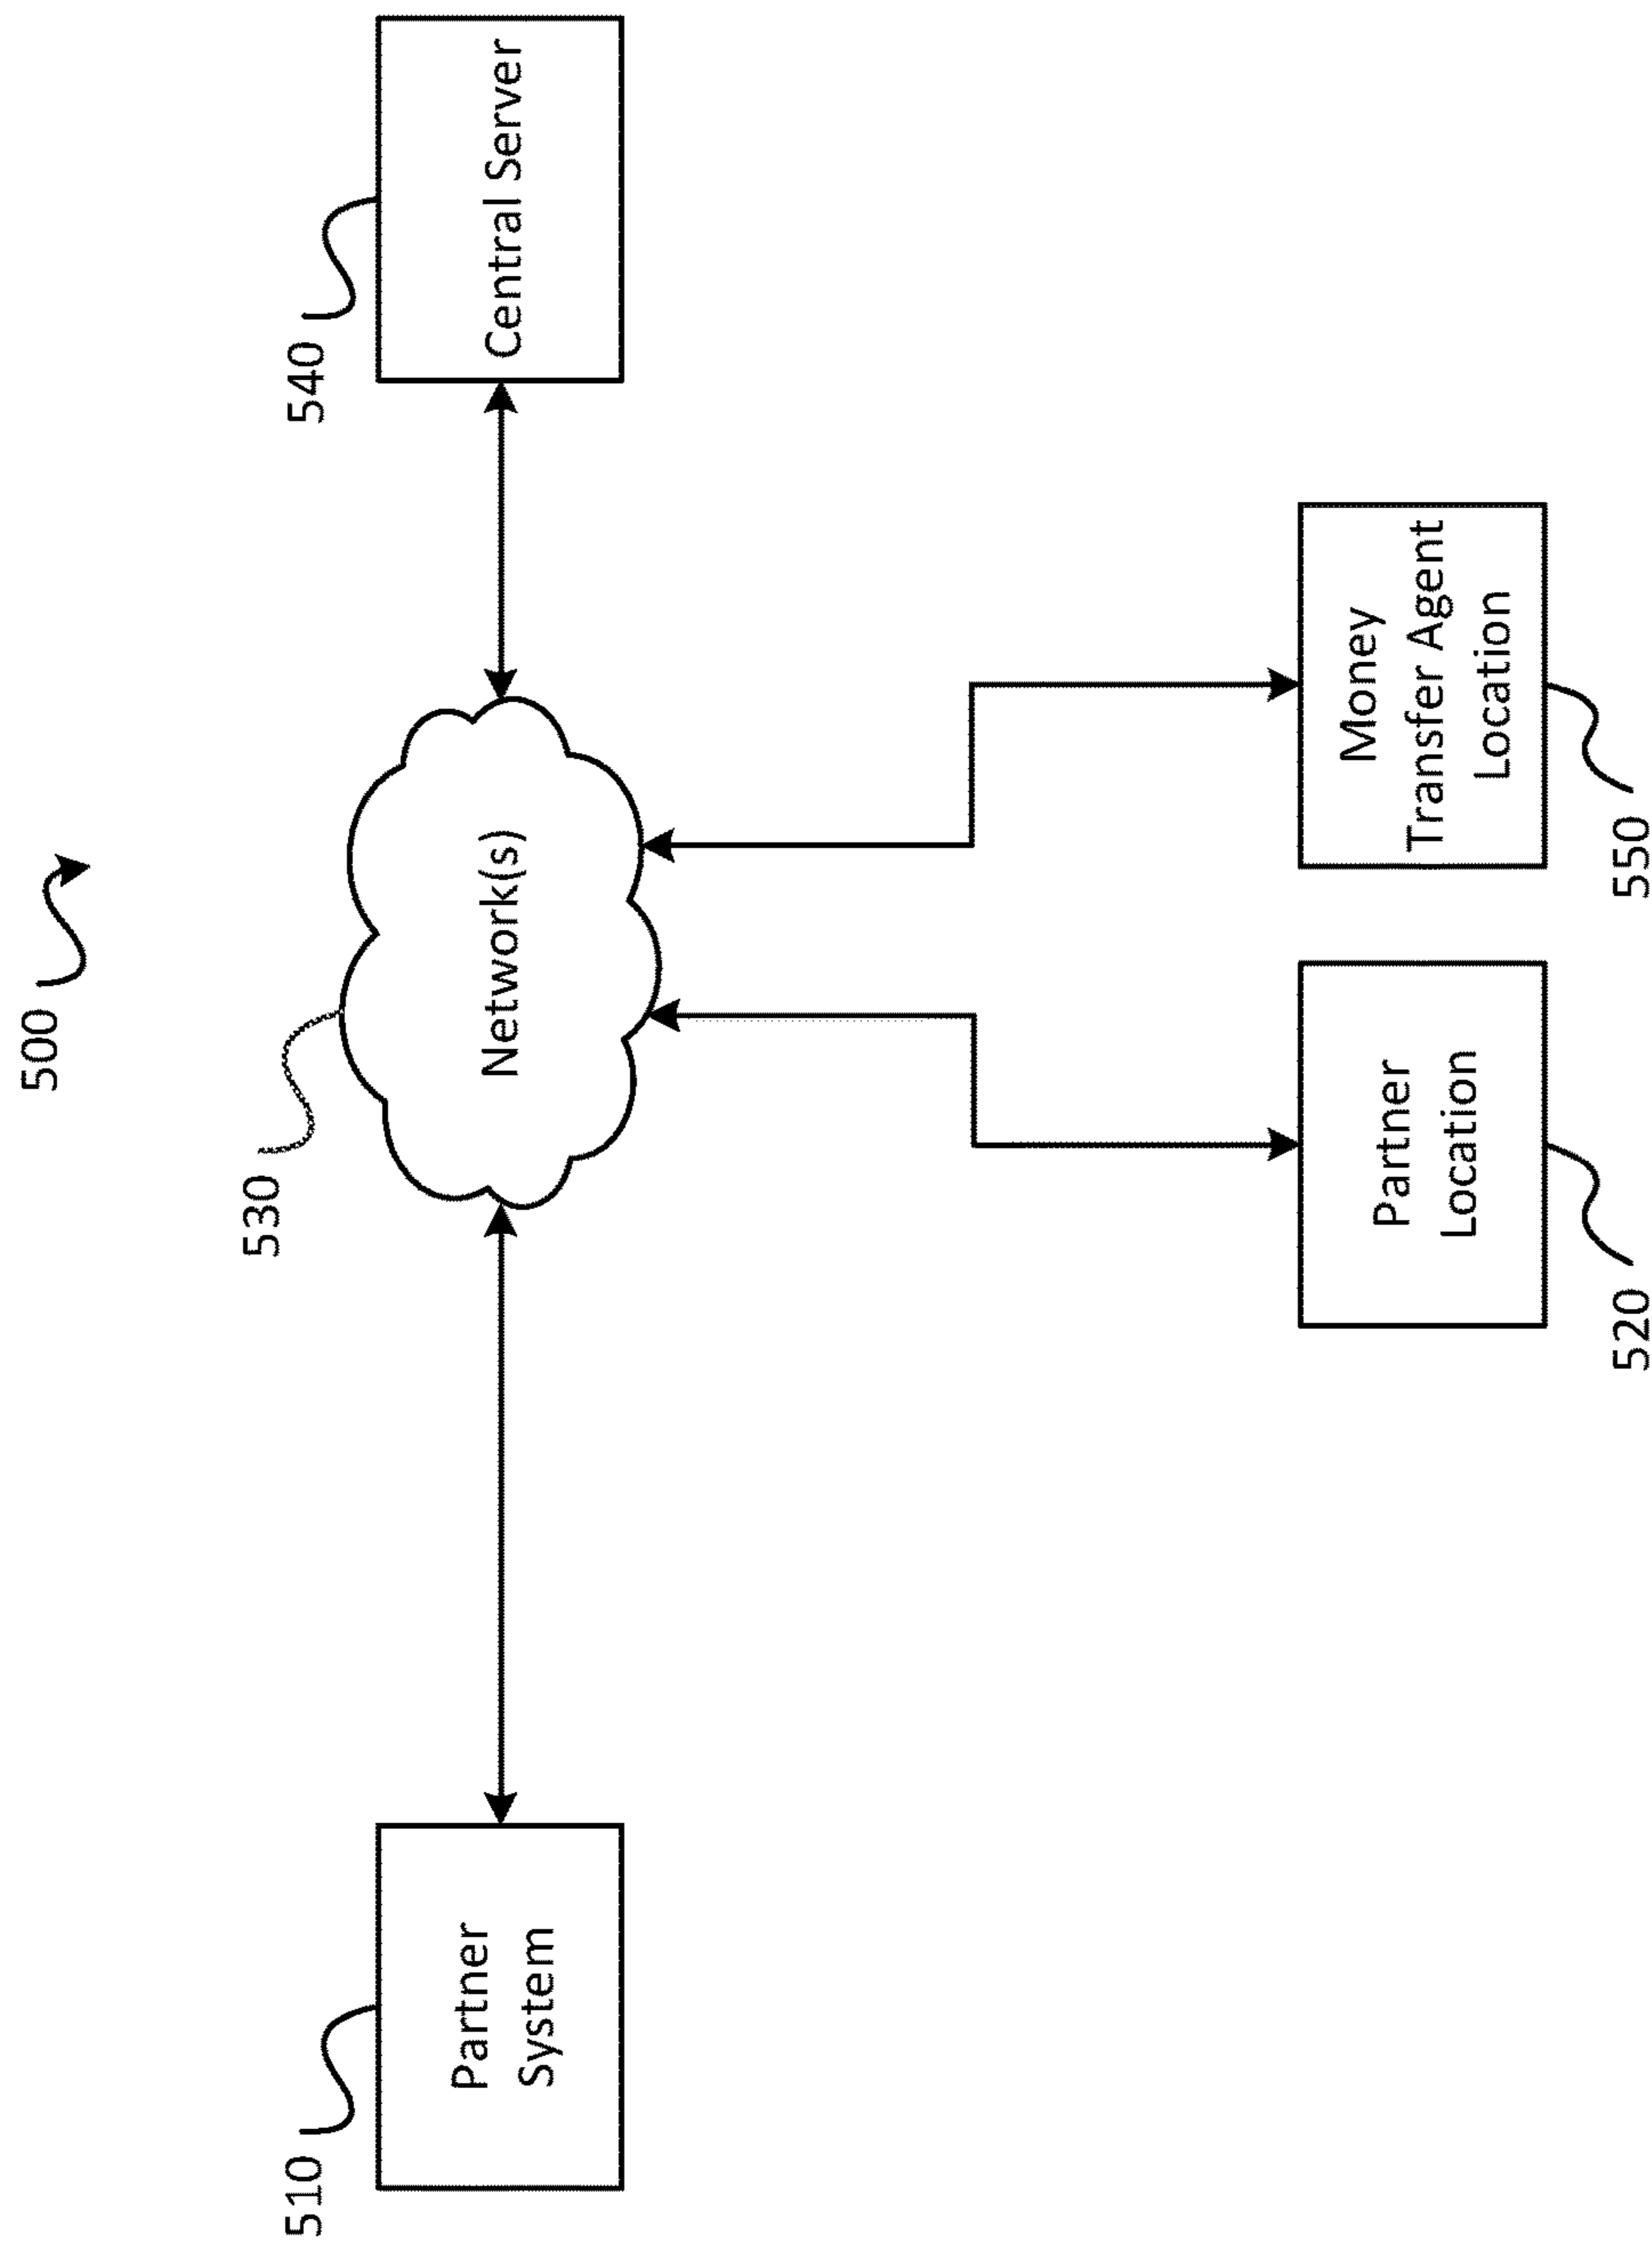 500
530
540
510
Network(s)
Central Server
Partner
System
Partner
Location
Money
Transfer Agent
Location
520
550